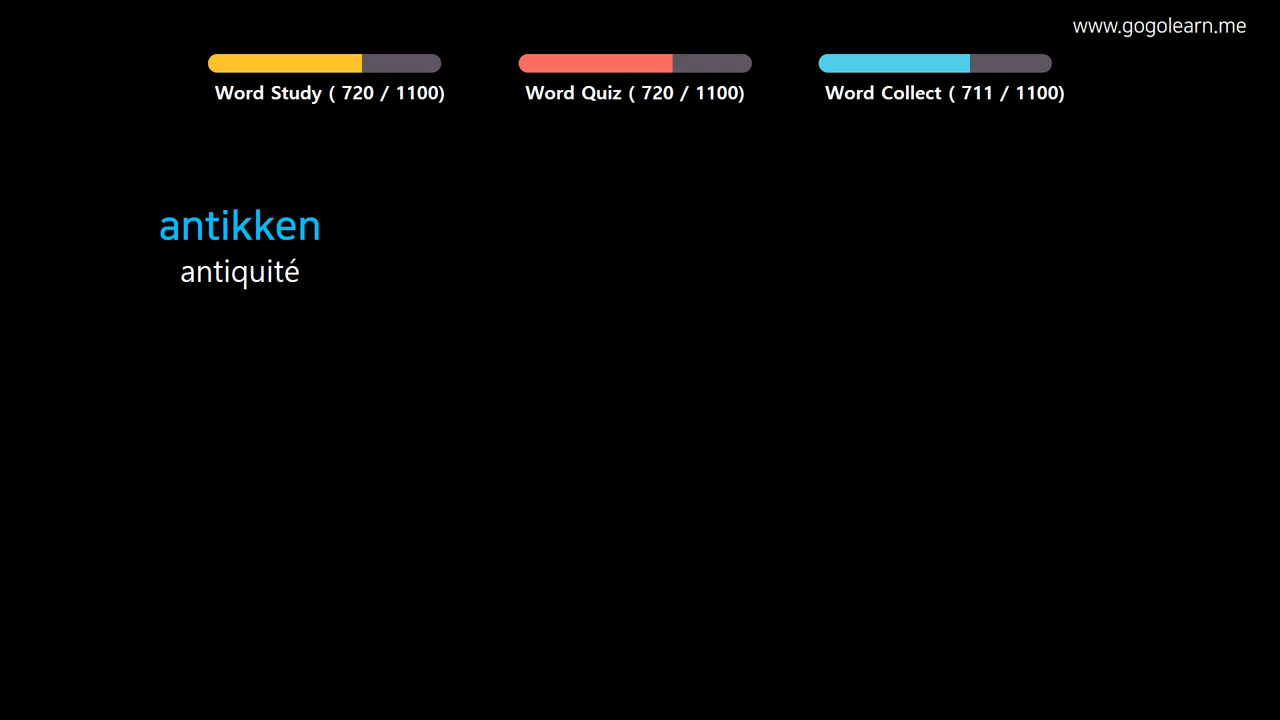 www.gogolearn.me
Word Study ( 720 / 1100)
Word Quiz ( 720 / 1100)
Word Collect ( 711 / 1100)
antikken
antiquité